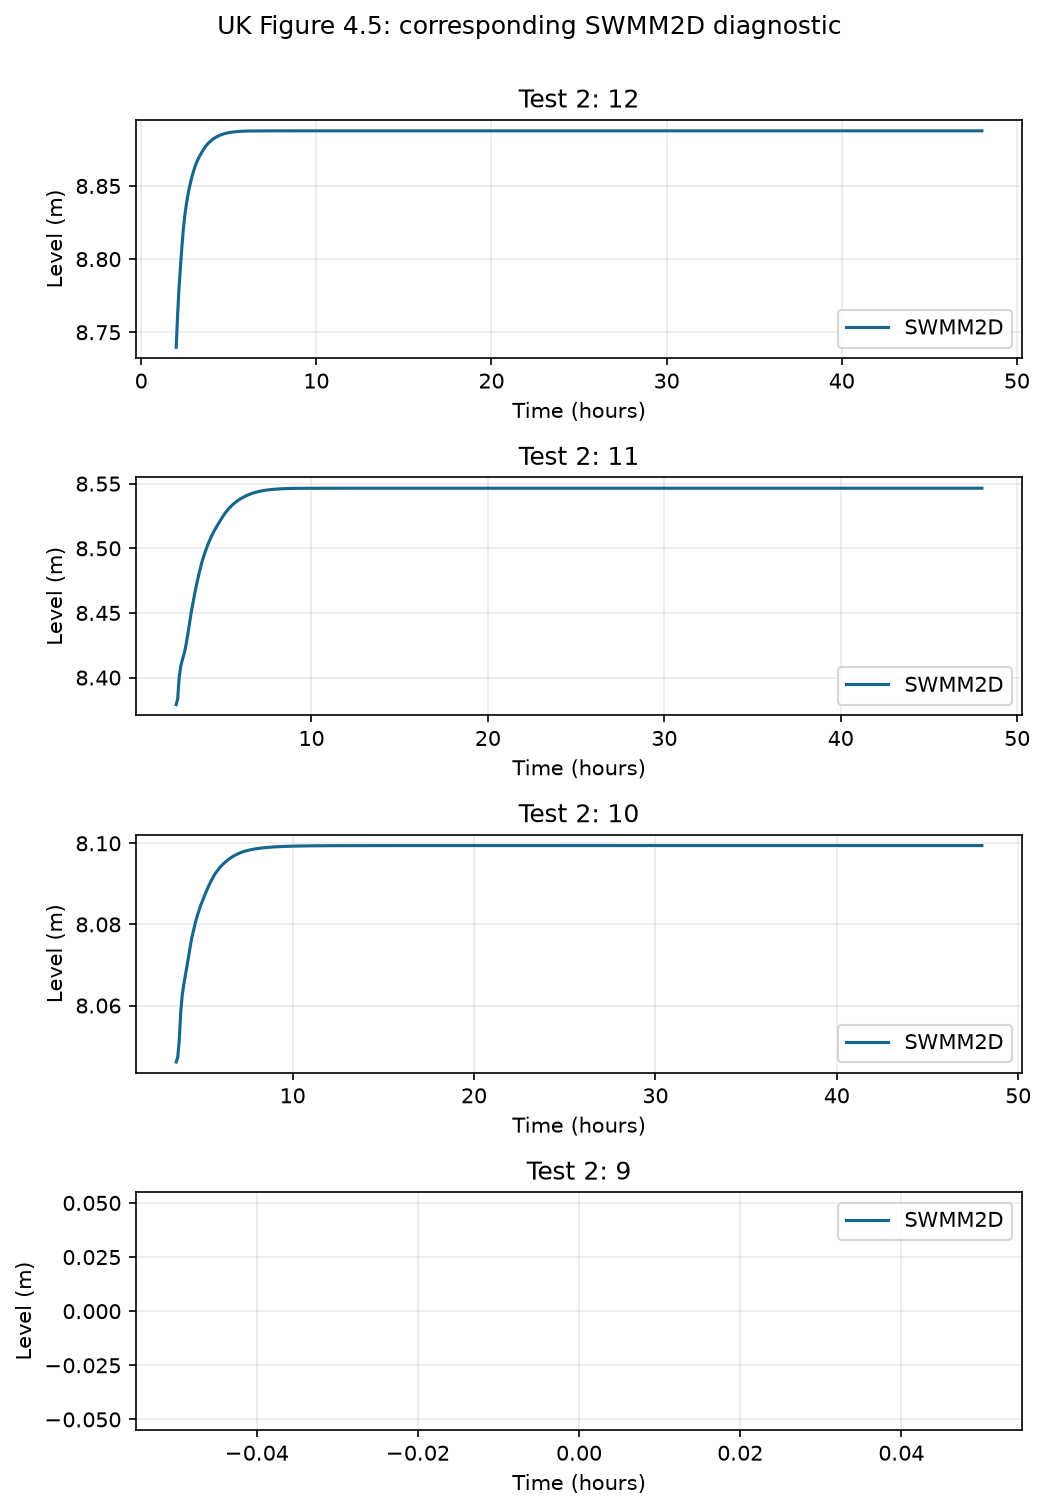 UK Figure 4.5: corresponding SWMM2D diagnostic
Test 2: 12
8.85
8.80
8.75
Level (m)
SWMM2D
0 10 20 30 40 50
Time (hours)
Test 2: 11
8.55
8.50
8.45
8.40
Level (m)
SWMM2D
10 20 30 40 50
Time (hours)
Test 2: 10
8.10
8.08
8.06
Level (m)
SWMM2D
10 20 30 40 50
Time (hours)
Test 2: 9
0.050
0.025
0.000
−0.025
−0.050
Level (m)
SWMM2D
−0.04 −0.02 0.00 0.02 0.04
Time (hours)